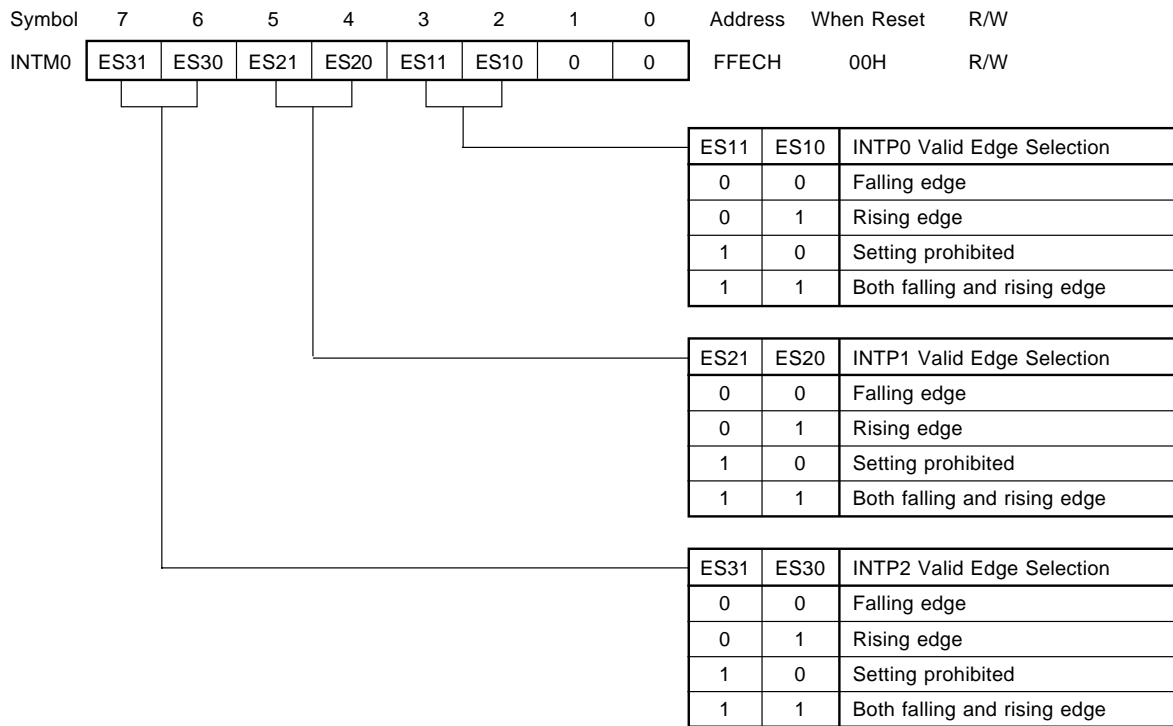 Symbol 7 6 5 4 3 2 1 0 Address When Reset R/W
INTM0 ES31 ES30 ES21 ES20 ES11 ES10 0 0 FFECH 00H R/W
ES11 ES10 INTP0 Valid Edge Selection
0 0 Falling edge
0 1 Rising edge
1 0 Setting prohibited
1 1 Both falling and rising edge
ES21 ES20 INTP1 Valid Edge Selection
0 0 Falling edge
0 1 Rising edge
1 0 Setting prohibited
1 1 Both falling and rising edge
ES31 ES30 INTP2 Valid Edge Selection
0 0 Falling edge
0 1 Rising edge
1 0 Setting prohibited
1 1 Both falling and rising edge